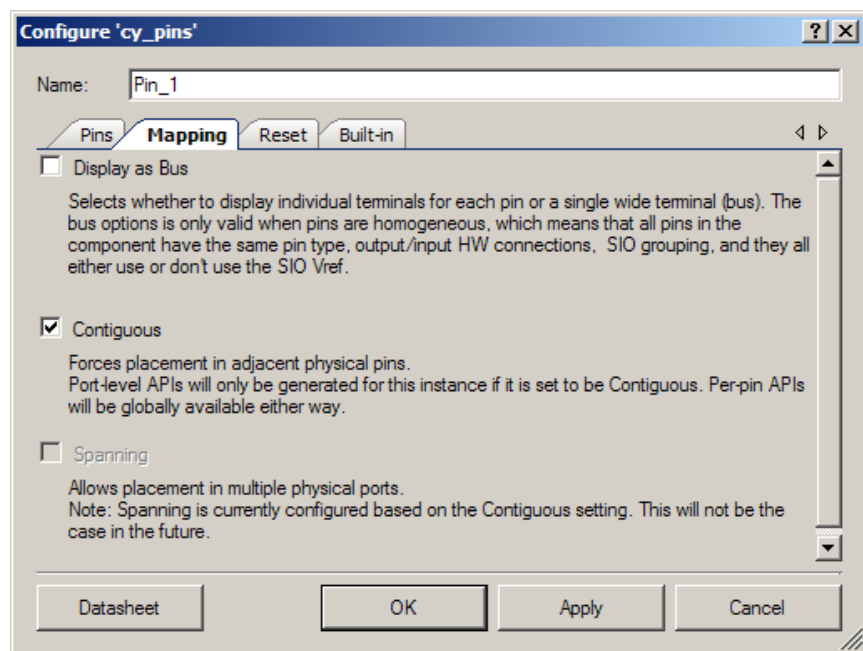 Configure 'cy_pins'
Name: Pin_1
Pins Mapping Reset Built-in
Display as Bus
Selects whether to display individual terminals for each pin or a single wide terminal (bus). The
bus options is only valid when pins are homogeneous, which means that all pins in the
component have the same pin type, output/input HW connections, SIO grouping, and they all
either use or don't use the SIO Vref.
Contiguous
Forces placement in adjacent physical pins.
Port-level APIs will only be generated for this instance if it is set to be Contiguous. Per-pin APIs
will be globally available either way.
Spanning
Allows placement in multiple physical ports.
Note: Spanning is currently configured based on the Contiguous setting. This will not be the
case in the future.
Datasheet OK Apply Cancel